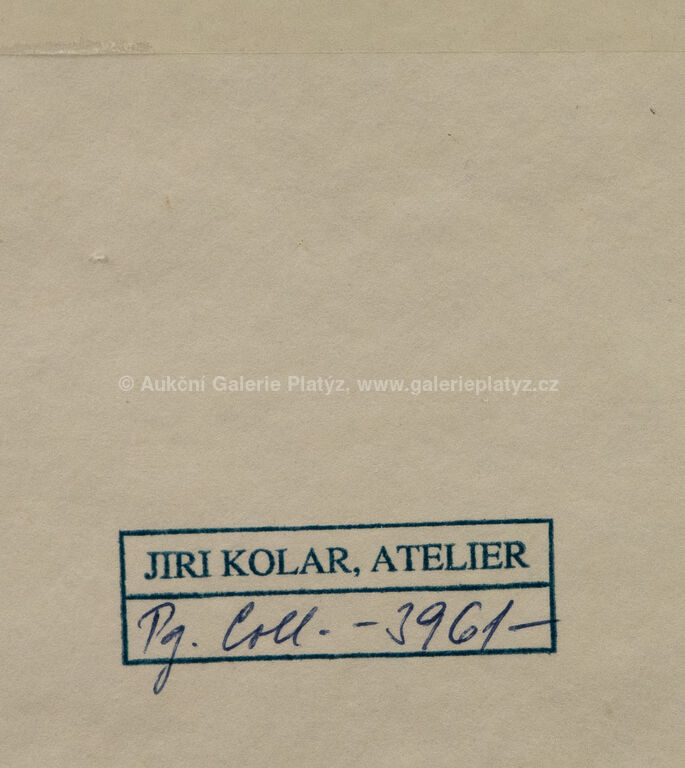 © Aukční Galerie Platýz, www.galerieplatyz.cz
JIRI KOLAR, ATELIER
Pg. Coll. -3961-